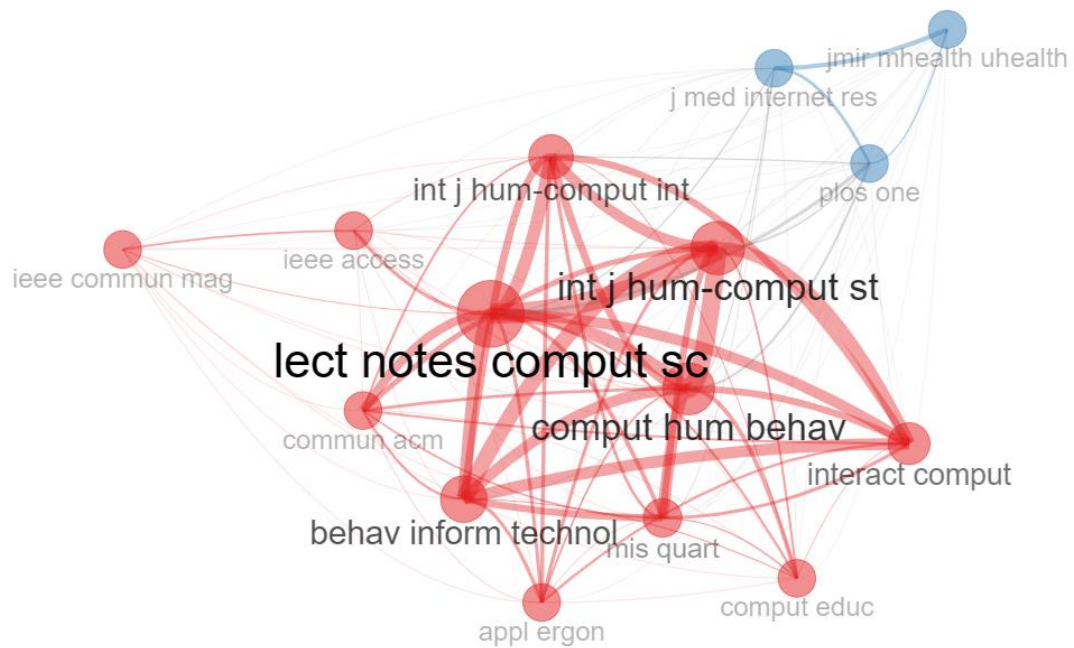 jmir mhealth uhealth
j med internet res
int j hum-comput int
plos one
ieee access
ieee commun mag
int j hum-comput st
lect notes comput sc
comput hum behav
commun acm
interact comput
behav inform technol
mis quart
comput educ
appl ergon